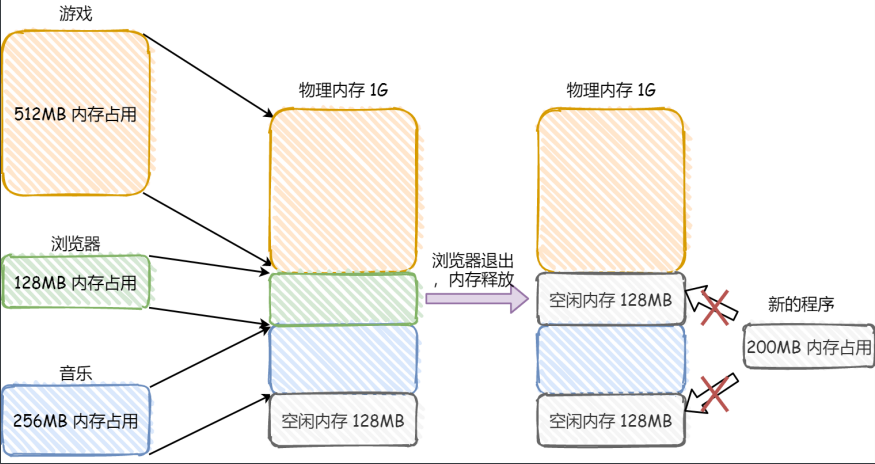 游戏
512MB 内存占用
浏览器
128MB 内存占用
音乐
256MB 内存占用
物理内存 1G
空闲内存 128MB
浏览器退出
，内存释放
物理内存 1G
空闲内存 128MB
空闲内存 128MB
新的程序
200MB 内存占用